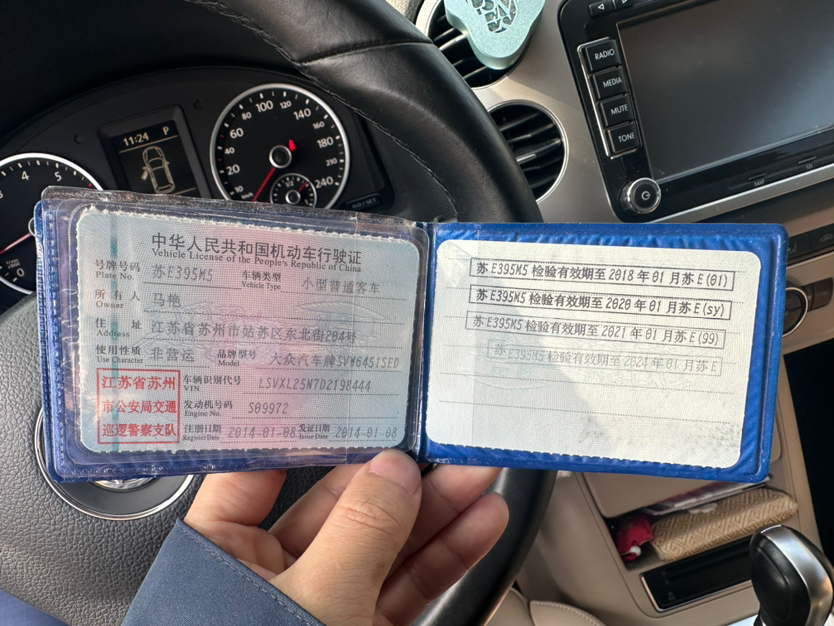 RADIO
MEDIA
MUTE
TONE
11:24 P
20
40
60
80
100
120
140
180
240
3
4
5
中华人民共和国机动车行驶证
Vehicle License of the People's Republic of China
号牌号码 苏E395M5 车辆类型 小型普通客车
Plate No. Vehicle Type
所有人 马艳
Owner
住址 江苏省苏州市姑苏区东北街204号
Address
使用性质 非营运 品牌型号 大众汽车牌SVW6451SED
Use Character Model
江苏省苏州
市公安局交通
巡逻警察支队
车辆识别代号 LSVXL25N7D2198444
VIN
发动机号码 S09972
Engine No.
注册日期 2014-01-08 发证日期 2014-01-08
Register Date Issue Date
苏E395M5 检验有效期至2018年01月苏E(01)
苏E395M5 检验有效期至2020年01月苏E(sy)
苏E395M5 检验有效期至2021年01月苏E(99)
苏E395M5 检验有效期至2024年01月苏E